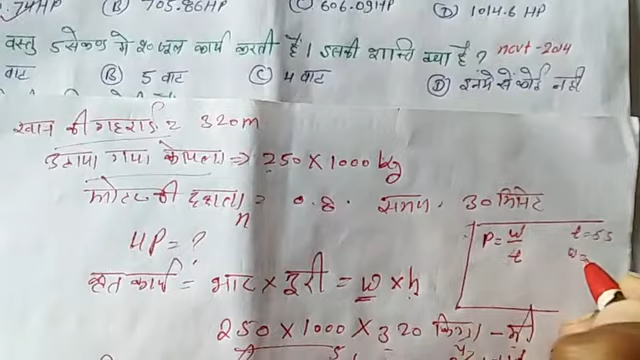 .74HP (B) 705.86HP (C) 606.09HP (D) 1014.6 HP
वस्तु 5 सेकण्ड में 20 जूल कार्य करती है। उसकी शक्ति क्या है? ncvt-2014
वाट (B) 5 वाट (C) 4 वाट (D) इनमें से कोई नहीं
खान की गहराई = 320m
उठाया गया कोयला => 250 X 1000 kg
मोटर की दक्षता n = 0.8. समय. 30 मिनट
HP = ?
P = w/t t=5s
w=
कृत कार्य = भार × दूरी = w × h
250 X 1000 X 320 किग्रा - मी